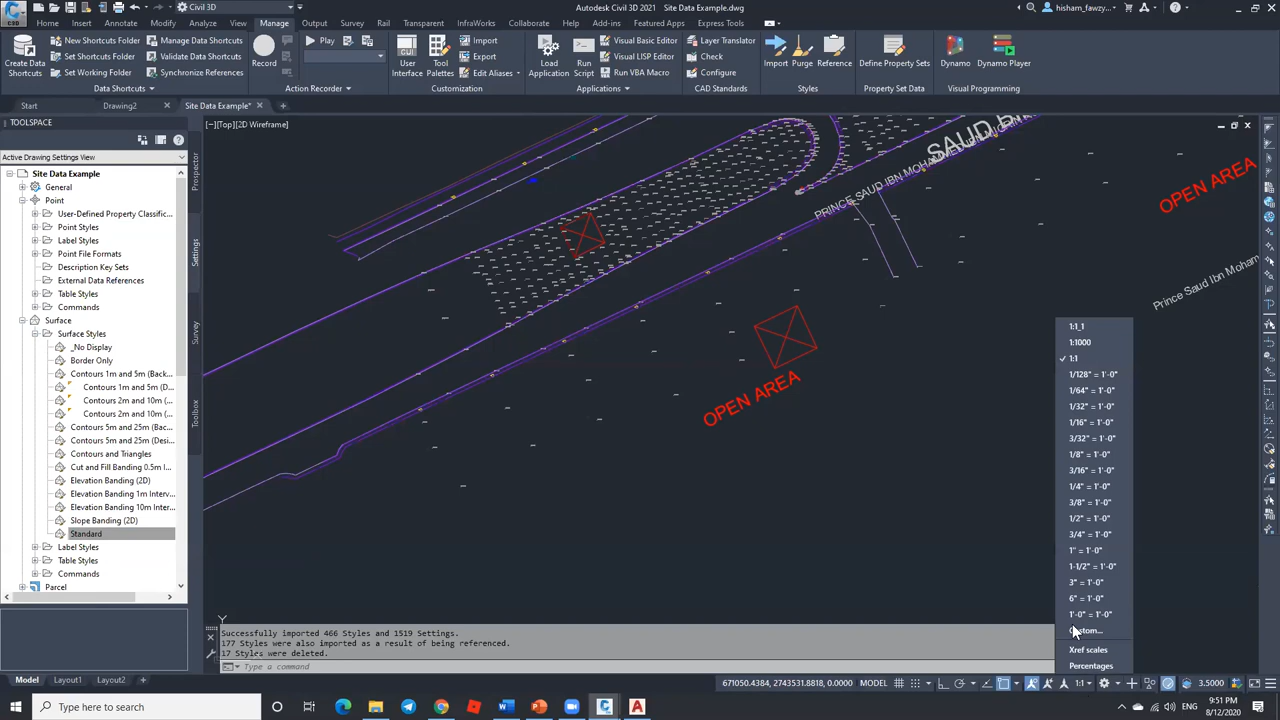 C3D
Civil 3D
Autodesk Civil 3D 2021 Site Data Example.dwg
hisham_fawzy...
Home Insert Annotate Modify Analyze View Manage Output Survey Rail Transparent InfraWorks Collaborate Help Add-ins Featured Apps Express Tools
Create Data Shortcuts
New Shortcuts Folder
Set Shortcuts Folder
Set Working Folder
Manage Data Shortcuts
Validate Data Shortcuts
Synchronize References
Record
Play
User Interface
Tool Palettes
Import
Export
Edit Aliases
Load Application
Run Script
Visual Basic Editor
Visual LISP Editor
Run VBA Macro
Layer Translator
Check
Configure
Import
Purge
Reference
Define Property Sets
Dynamo
Dynamo Player
Data Shortcuts
Action Recorder
Customization
Applications
CAD Standards
Styles
Property Set Data
Visual Programming
Start
Drawing2
Site Data Example*
TOOLSPACE
Active Drawing Settings View
Site Data Example
General
Point
User-Defined Property Classific...
Point Styles
Label Styles
Point File Formats
Description Key Sets
External Data References
Table Styles
Commands
Surface
Surface Styles
_No Display
Border Only
Contours 1m and 5m (Back...
Contours 1m and 5m (D...
Contours 2m and 10m (...
Contours 2m and 10m (...
Contours 5m and 25m (Bac...
Contours 5m and 25m (Desi...
Contours and Triangles
Cut and Fill Banding 0.5m I...
Elevation Banding (2D)
Elevation Banding 1m Interv...
Elevation Banding 10m Inter...
Slope Banding (2D)
Standard
Label Styles
Table Styles
Commands
Parcel
Prospector
Settings
Survey
Toolbox
[−][Top][2D Wireframe]
OPEN AREA
OPEN AREA
Prince Saud Ibn Moham
1:1_1
1:1000
1:1
1/128" = 1'-0"
1/64" = 1'-0"
1/32" = 1'-0"
1/16" = 1'-0"
3/32" = 1'-0"
1/8" = 1'-0"
3/16" = 1'-0"
1/4" = 1'-0"
3/8" = 1'-0"
1/2" = 1'-0"
3/4" = 1'-0"
1" = 1'-0"
1-1/2" = 1'-0"
3" = 1'-0"
6" = 1'-0"
1'-0" = 1'-0"
Custom...
Xref scales
Percentages
Y
Successfully imported 466 Styles and 1519 Settings.
177 Styles were also imported as a result of being referenced.
17 Styles were deleted.
Type a command
Model
Layout1
Layout2
671050.4384, 2743531.8818, 0.0000 MODEL 1:1 3.5000
Type here to search
ENG
9:51 PM
8/12/2020